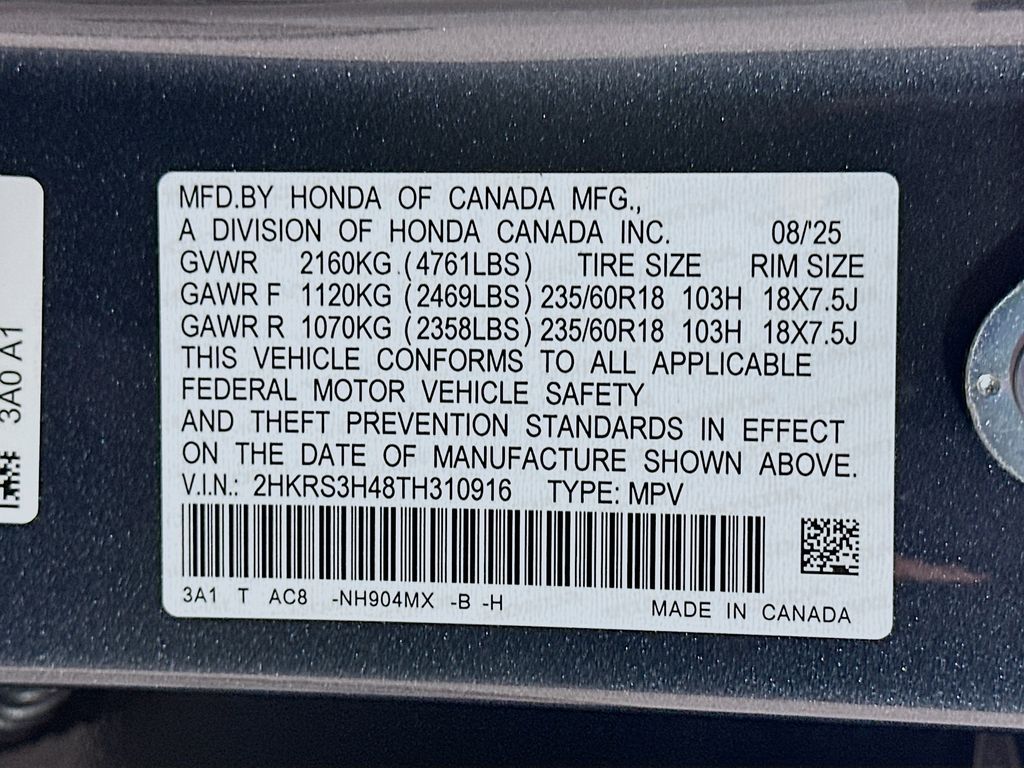 MFD.BY HONDA OF CANADA MFG.,
A DIVISION OF HONDA CANADA INC. 08/'25
GVWR 2160KG (4761LBS) TIRE SIZE RIM SIZE
GAWR F 1120KG (2469LBS) 235/60R18 103H 18X7.5J
GAWR R 1070KG (2358LBS) 235/60R18 103H 18X7.5J
THIS VEHICLE CONFORMS TO ALL APPLICABLE
FEDERAL MOTOR VEHICLE SAFETY
AND THEFT PREVENTION STANDARDS IN EFFECT
ON THE DATE OF MANUFACTURE SHOWN ABOVE.
V.I.N.: 2HKRS3H48TH310916 TYPE: MPV
3A1 T AC8 -NH904MX -B -H
MADE IN CANADA
3A0 A1